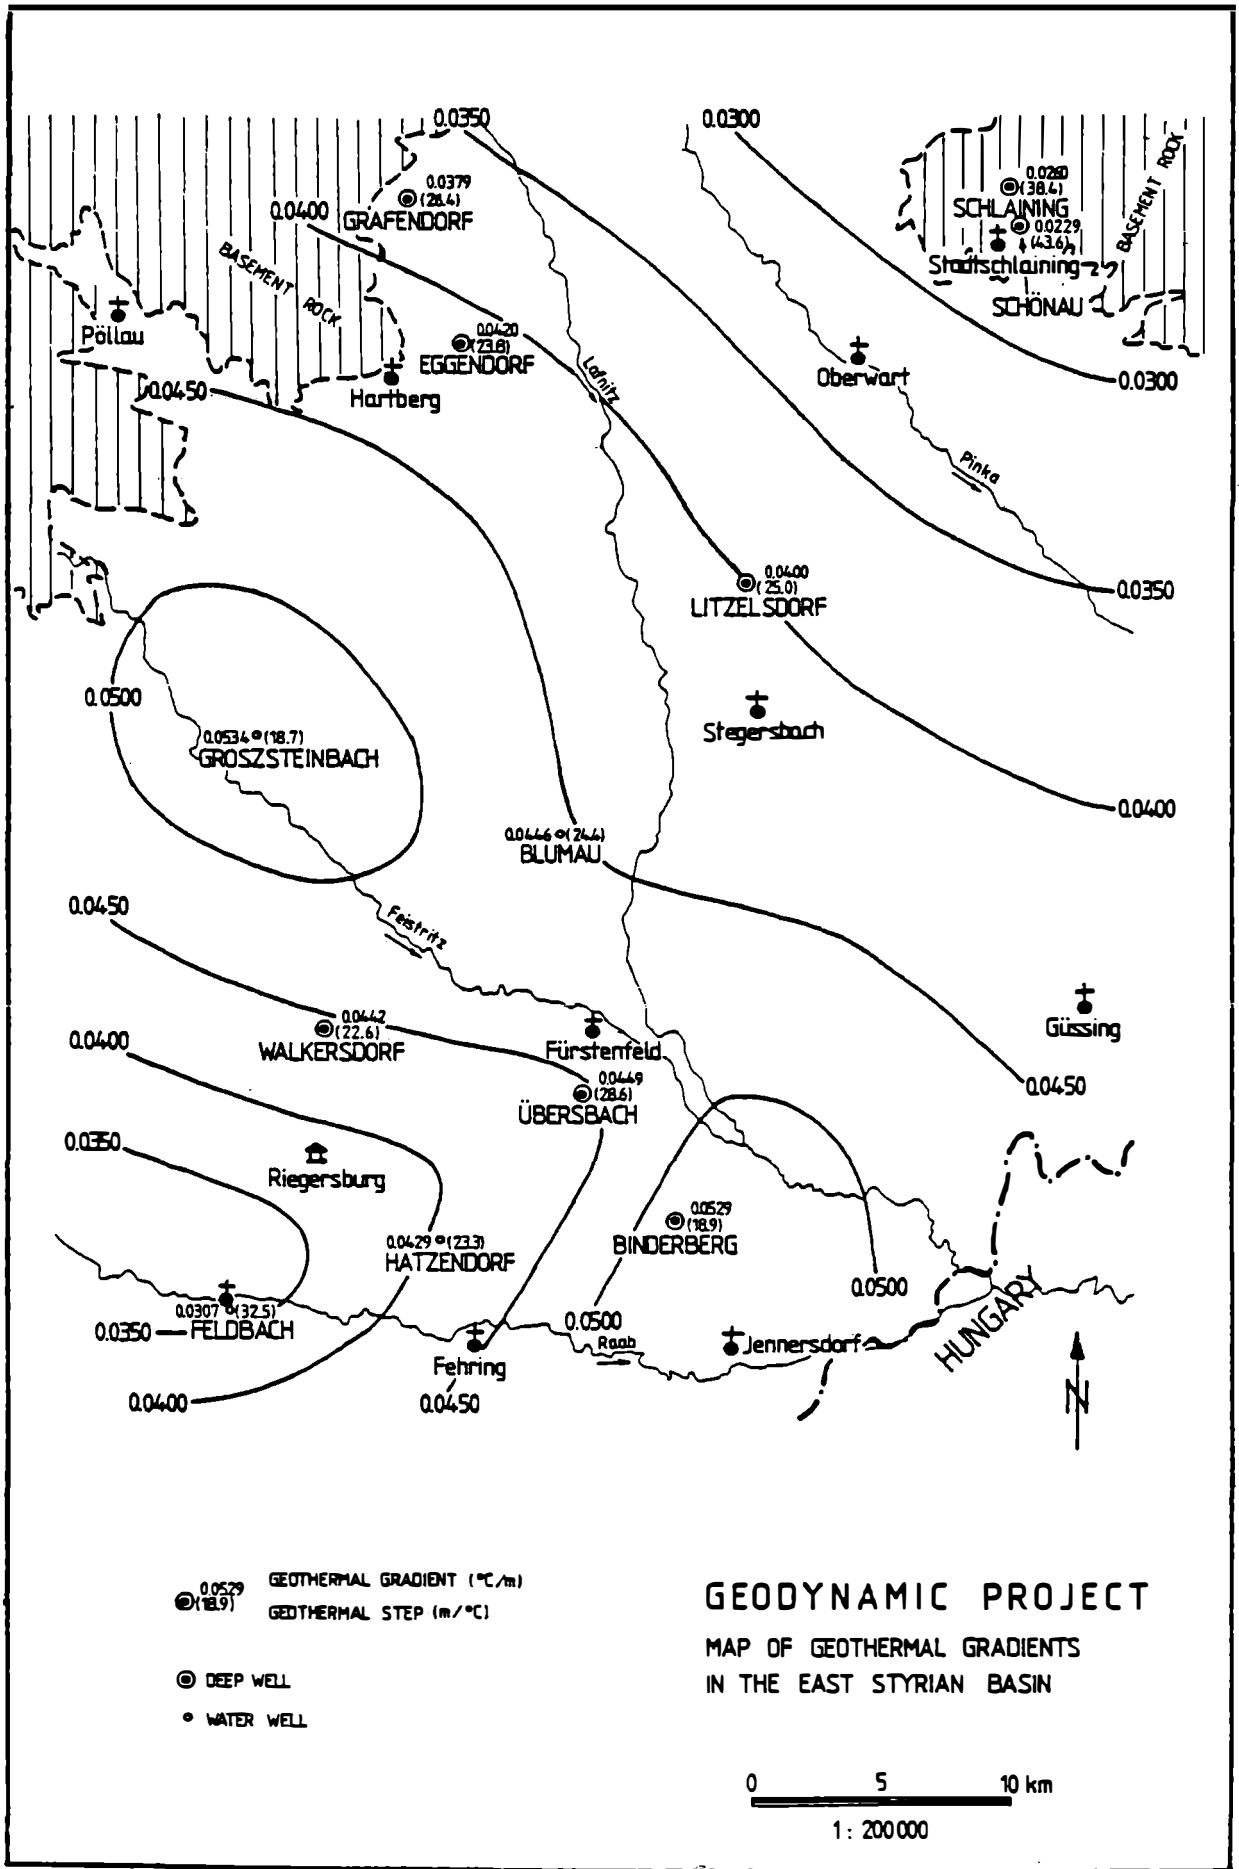 0.0350
0.0300
0.0379
(26.4)
GRAFENDORF
0.0400
BASEMENT ROCK
0.0260
(38.4)
SCHLAINING
0.0229
(43.6)
Stadtschlaining
SCHÖNAU
BASEMENT ROCK
Pöllau
0.0420
(23.8)
EGGENDORF
Lafnitz
Oberwart
0.0300
0.0450
Hartberg
Pinka
0.0400
(25.0)
LITZELSDORF
0.0350
0.0500
0.0534 (18.7)
GROSZSTEINBACH
Stegersbach
0.0400
0.0446 (24.4)
BLUMAU
0.0450
Feistritz
0.0442
(22.6)
WALKERSDORF
Fürstenfeld
Güssing
0.0400
0.0449
(28.6)
ÜBERSBACH
0.0450
0.0350
Riegersburg
0.0529
(18.9)
BINDERBERG
0.0429 (23.3)
HATZENDORF
0.0500
0.0307 (32.5)
FELDBACH
0.0350
0.0500
Raab
Jennersdorf
HUNGARY
Fehring
0.0400
0.0450
N
0.0529
(18.9)
GEOTHERMAL GRADIENT (°C/m)
GEOTHERMAL STEP (m/°C)
DEEP WELL
WATER WELL
GEODYNAMIC PROJECT
MAP OF GEOTHERMAL GRADIENTS
IN THE EAST STYRIAN BASIN
0 5 10 km
1 : 200000